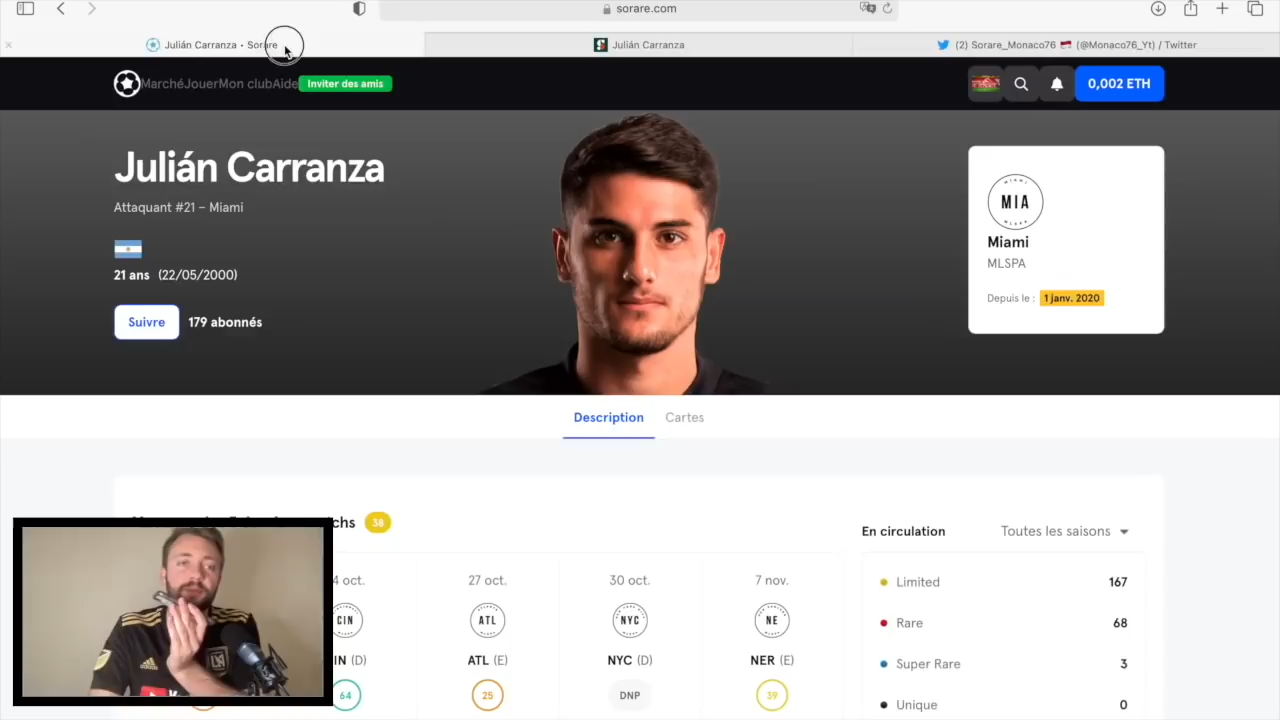 sorare.com
Julián Carranza • Sorare
Julián Carranza
(2) Sorare_Monaco76 🇲🇨 (@Monaco76_Yt) / Twitter
MarchéJouerMon clubAide
Inviter des amis
0,002 ETH
Julián Carranza
Attaquant #21 – Miami
21 ans (22/05/2000)
Suivre
179 abonnés
MIAMI
MIA
MLSPA
Miami
MLSPA
Depuis le :
1 janv. 2020
Description
Cartes
38
En circulation
Toutes les saisons
oct.
27 oct.
30 oct.
7 nov.
CIN
ATL
NYC
NE
(D)
ATL (E)
NYC (D)
NER (E)
64
25
DNP
39
Limited
167
Rare
68
Super Rare
3
Unique
0